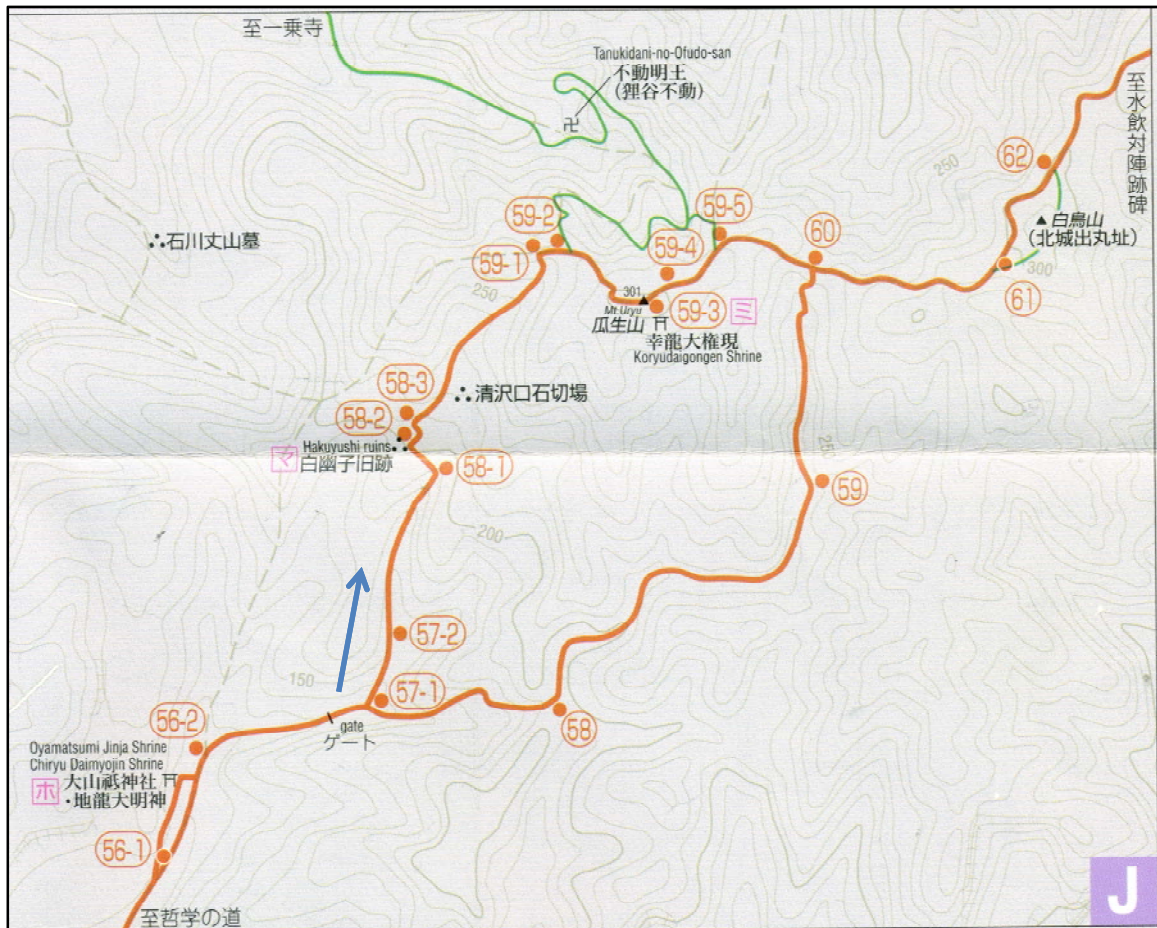 至一乗寺
Tanukidani-no-Ofudo-san
不動明王
(狸谷不動)
至水飲対陣跡碑
62
250
白鳥山
(北城出丸址)
59-2
59-5
60
石川丈山墓
59-1
59-4
300
61
250
301
Mt.Uryu
瓜生山
59-3
ミ
幸龍大権現
Koryudaigongen Shrine
58-3
清沢口石切場
58-2
Hakuyushi ruins
マ
白幽子旧跡
58-1
250
59
200
57-2
150
57-1
56-2
gate
ゲート
58
Oyamatsumi Jinja Shrine
Chiryu Daimyojin Shrine
ホ
大山祇神社
・地龍大明神
56-1
至哲学の道
J